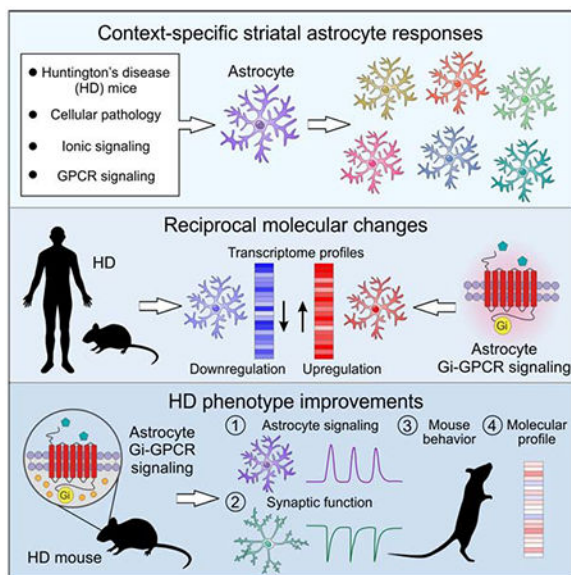 Context-specific striatal astrocyte responses
● Huntington's disease
(HD) mice
● Cellular pathology
● Ionic signaling
● GPCR signaling
Astrocyte
Reciprocal molecular changes
HD
Transcriptome profiles
Downregulation
Upregulation
Gi
Astrocyte
Gi-GPCR signaling
HD phenotype improvements
Gi
Astrocyte
Gi-GPCR
signaling
HD mouse
① Astrocyte signaling
② Synaptic function
③ Mouse
behavior
④ Molecular
profile